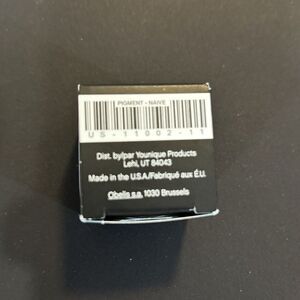 PIGMENT - NAIVE
US-11002-11
Dist. by/par Younique Products
Lehi, UT 84043
Made in the U.S.A/Fabriqué aux É.U.
Obelis s.a. 1030 Brussels